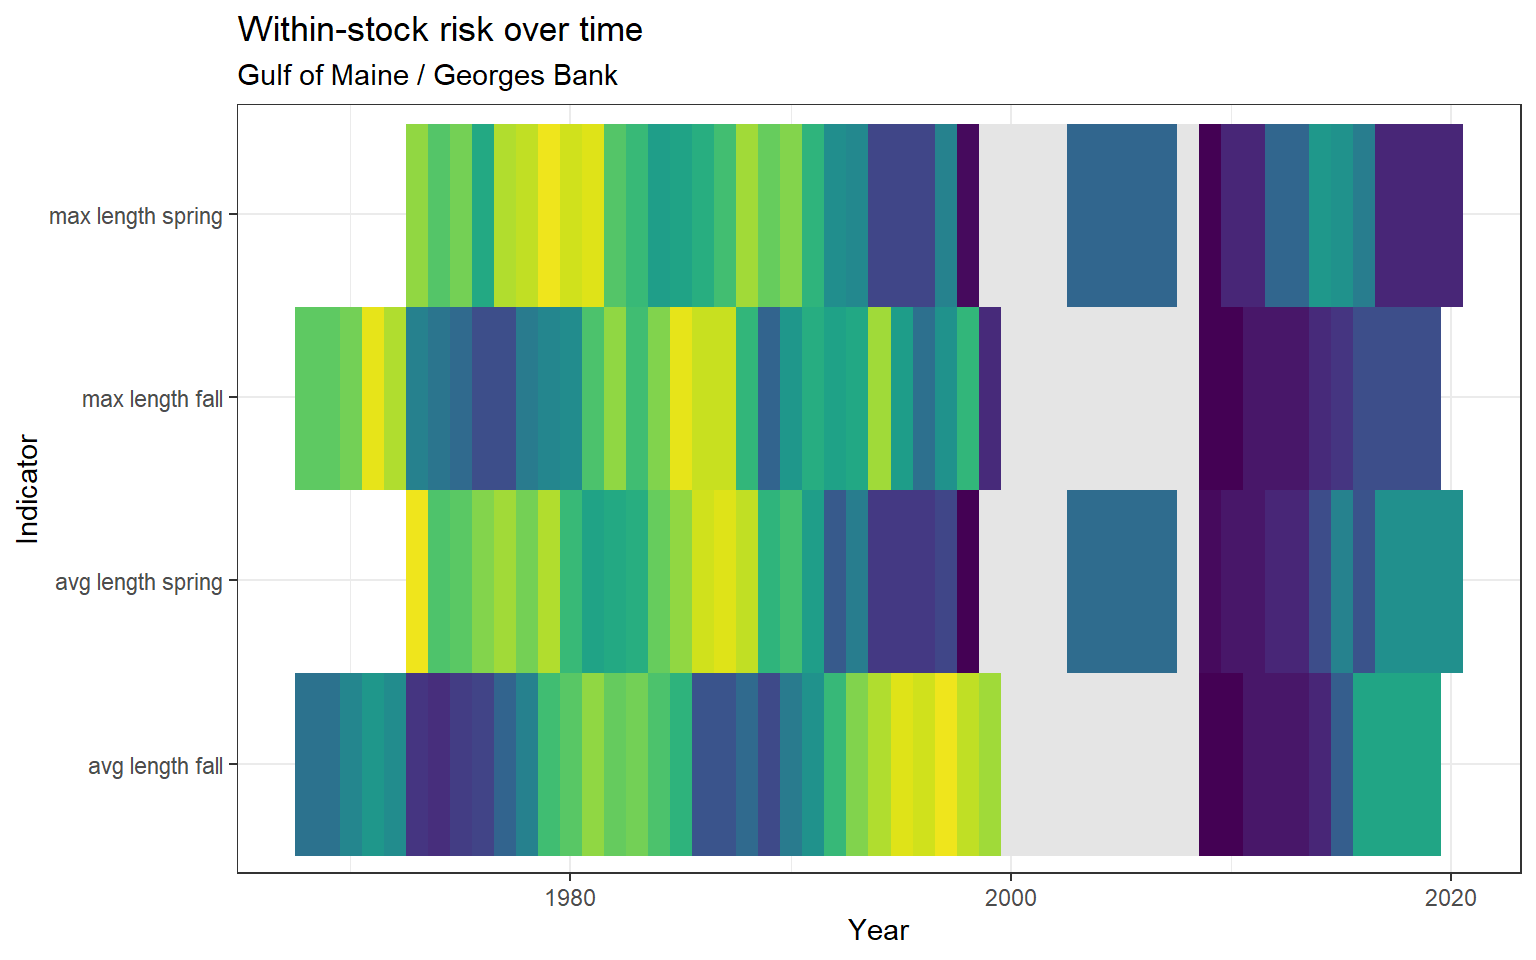 Within-stock risk over time
Gulf of Maine / Georges Bank
Indicator
max length spring
max length fall
avg length spring
avg length fall
1980
2000
2020
Year